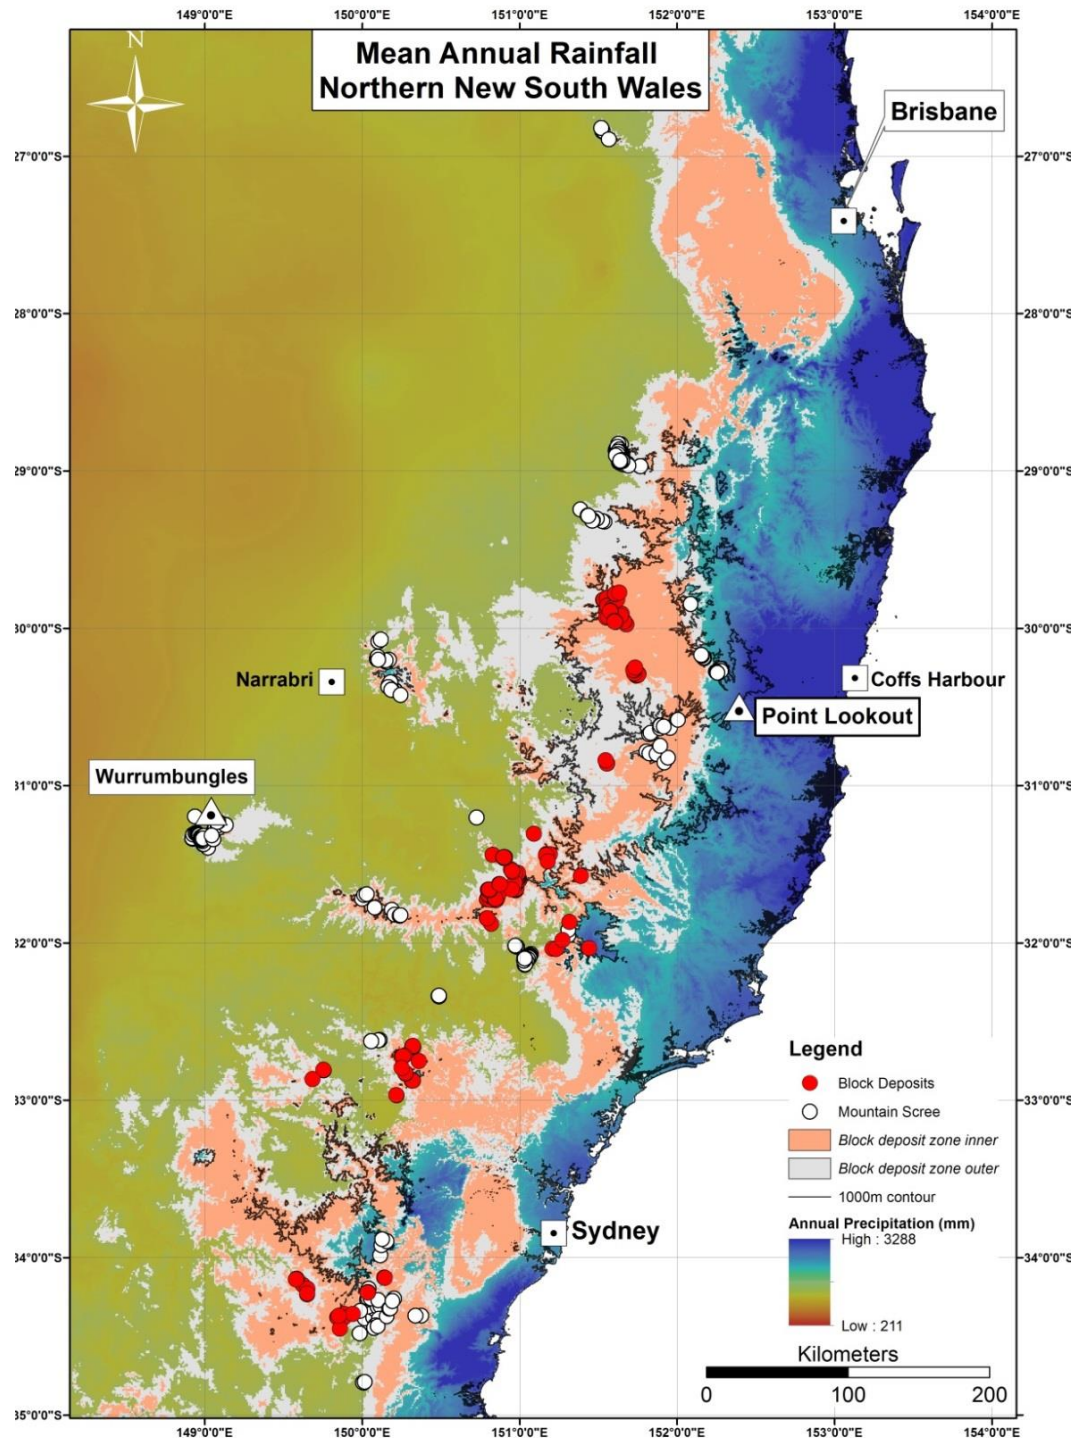 149°0'0"E 150°0'0"E 151°0'0"E 152°0'0"E 153°0'0"E 154°0'0"E
N
Mean Annual Rainfall
Northern New South Wales
Brisbane
27°0'0"S 27°0'0"S
28°0'0"S 28°0'0"S
29°0'0"S 29°0'0"S
30°0'0"S 30°0'0"S
Narrabri
Coffs Harbour
Point Lookout
31°0'0"S 31°0'0"S
Wurrumbungles
32°0'0"S 32°0'0"S
Legend
Block Deposits
Mountain Scree
33°0'0"S 33°0'0"S
Block deposit zone inner
Block deposit zone outer
1000m contour
Annual Precipitation (mm)
High : 3288
Sydney
34°0'0"S 34°0'0"S
Low : 211
Kilometers
0 100 200
35°0'0"S 35°0'0"S
149°0'0"E 150°0'0"E 151°0'0"E 152°0'0"E 153°0'0"E 154°0'0"E